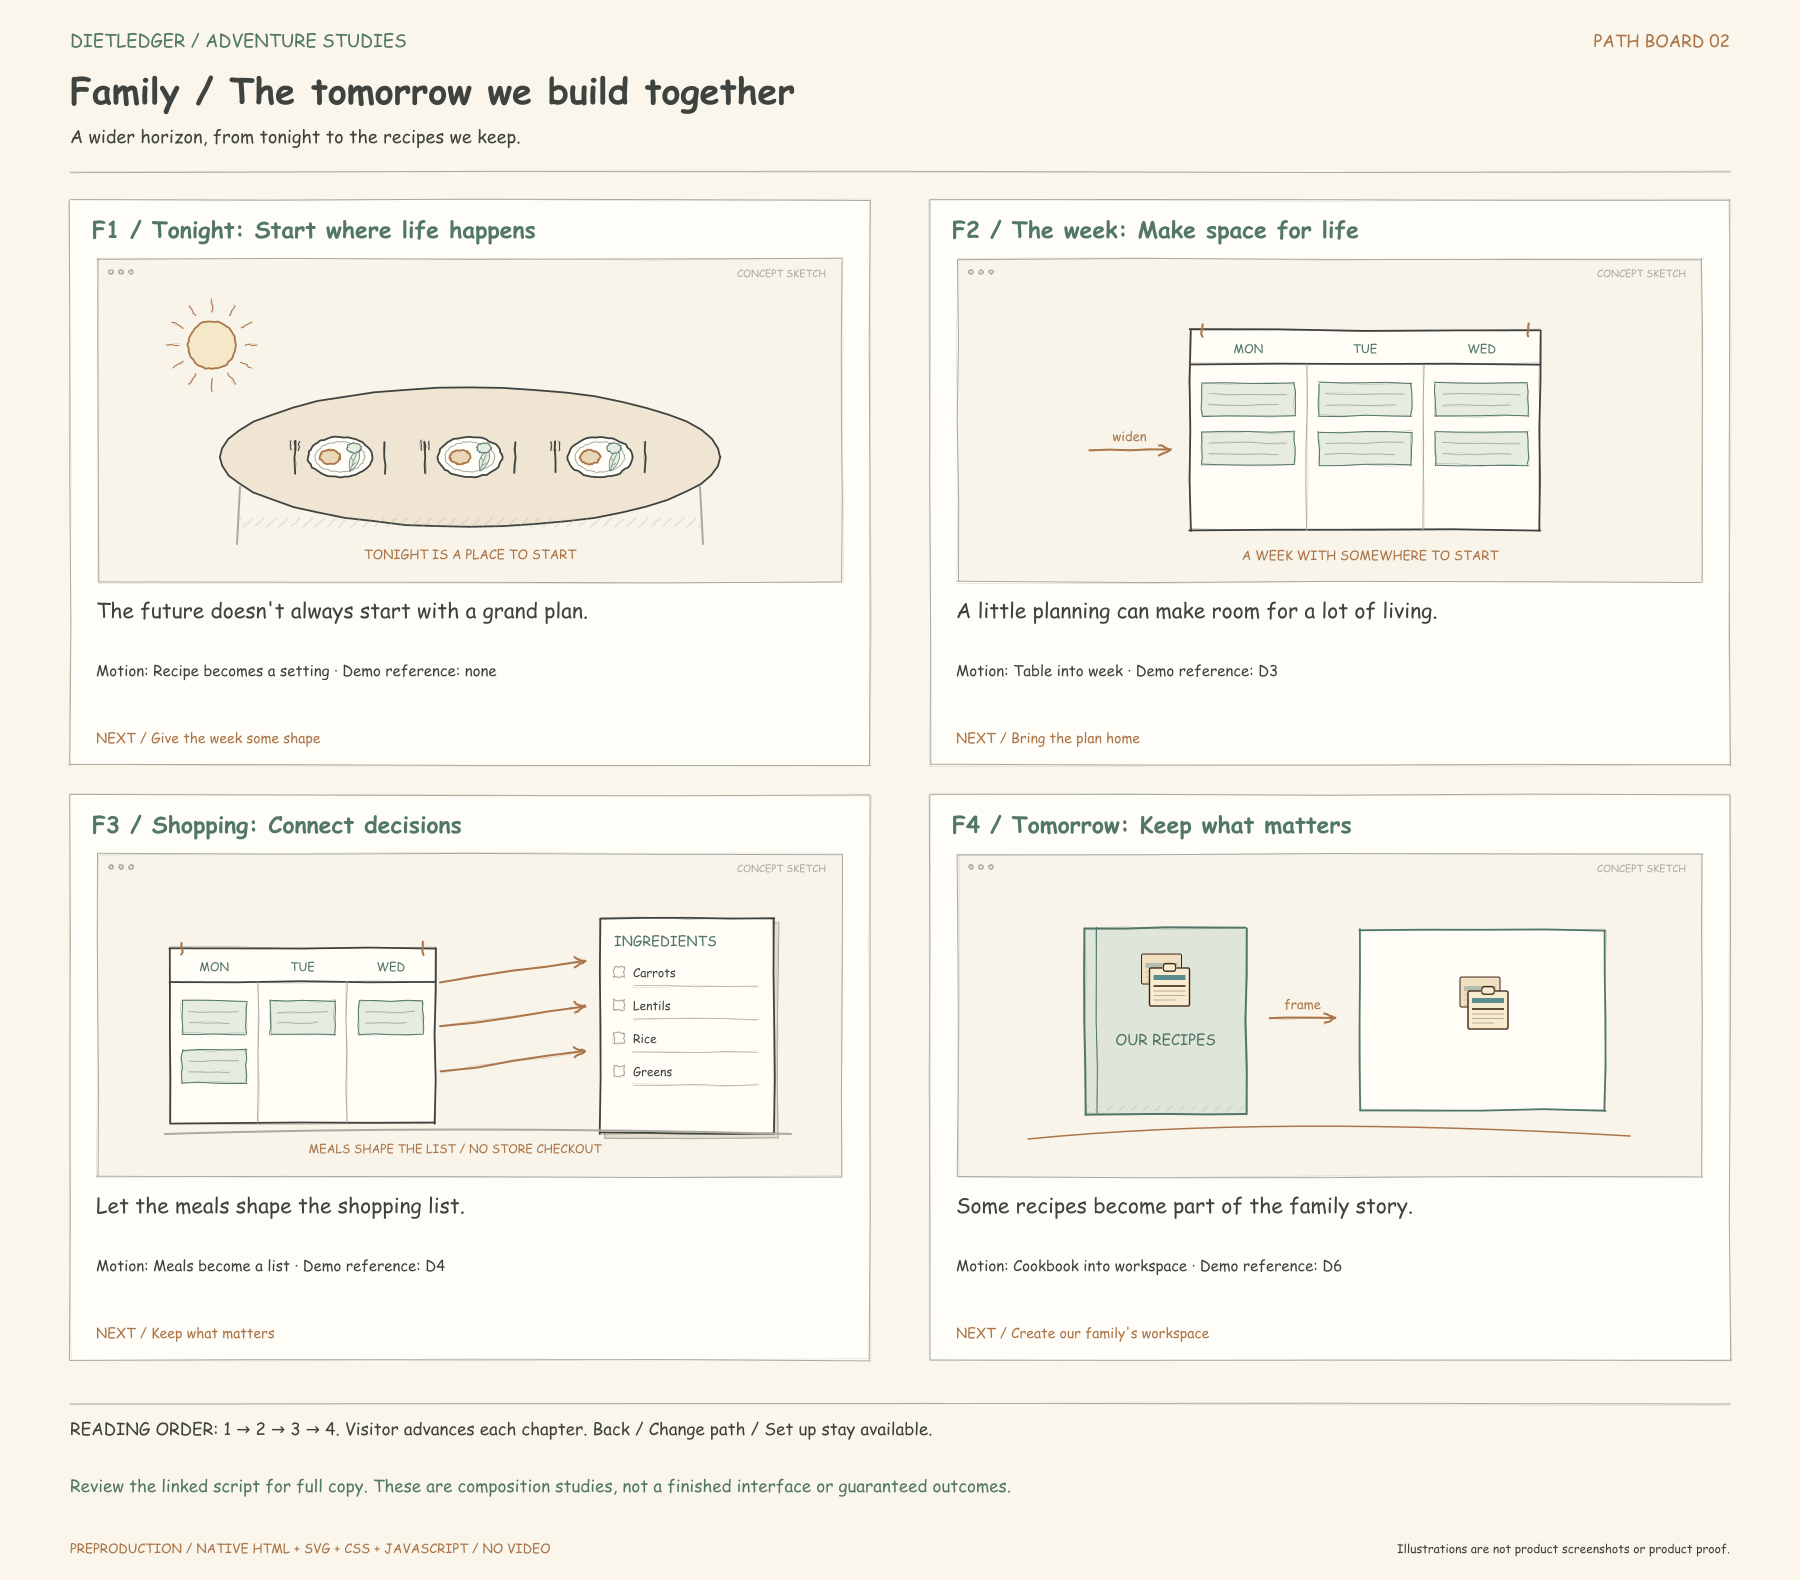 DIETLEDGER / ADVENTURE STUDIES
PATH BOARD 02
Family / The tomorrow we build together
A wider horizon, from tonight to the recipes we keep.
F1 / Tonight: Start where life happens
CONCEPT SKETCH
TONIGHT IS A PLACE TO START
The future doesn't always start with a grand plan.
Motion: Recipe becomes a setting · Demo reference: none
NEXT / Give the week some shape
F2 / The week: Make space for life
CONCEPT SKETCH
MON TUE WED
widen
A WEEK WITH SOMEWHERE TO START
A little planning can make room for a lot of living.
Motion: Table into week · Demo reference: D3
NEXT / Bring the plan home
F3 / Shopping: Connect decisions
CONCEPT SKETCH
MON TUE WED
INGREDIENTS
Carrots
Lentils
Rice
Greens
MEALS SHAPE THE LIST / NO STORE CHECKOUT
Let the meals shape the shopping list.
Motion: Meals become a list · Demo reference: D4
NEXT / Keep what matters
F4 / Tomorrow: Keep what matters
CONCEPT SKETCH
OUR RECIPES
frame
Some recipes become part of the family story.
Motion: Cookbook into workspace · Demo reference: D6
NEXT / Create our family's workspace
READING ORDER: 1 → 2 → 3 → 4. Visitor advances each chapter. Back / Change path / Set up stay available.
Review the linked script for full copy. These are composition studies, not a finished interface or guaranteed outcomes.
PREPRODUCTION / NATIVE HTML + SVG + CSS + JAVASCRIPT / NO VIDEO
Illustrations are not product screenshots or product proof.